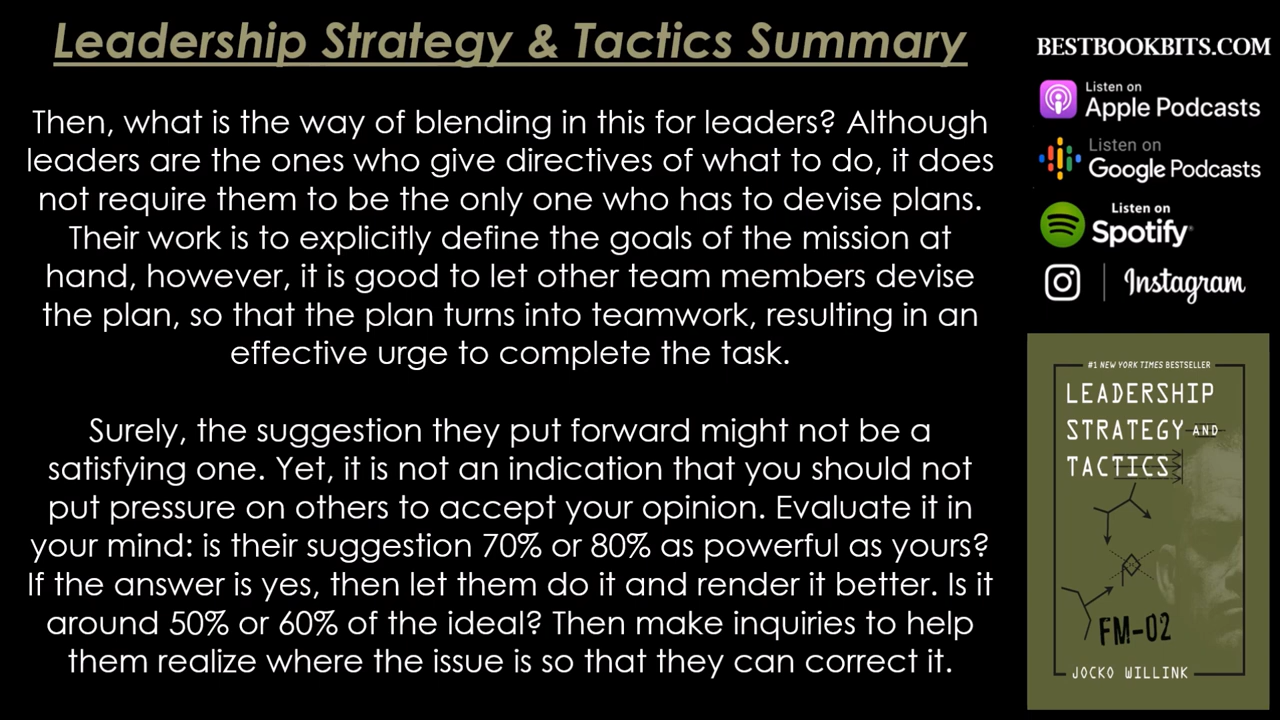 Leadership Strategy & Tactics Summary
Then, what is the way of blending in this for leaders? Although
leaders are the ones who give directives of what to do, it does
not require them to be the only one who has to devise plans.
Their work is to explicitly define the goals of the mission at
hand, however, it is good to let other team members devise
the plan, so that the plan turns into teamwork, resulting in an
effective urge to complete the task.
Surely, the suggestion they put forward might not be a
satisfying one. Yet, it is not an indication that you should not
put pressure on others to accept your opinion. Evaluate it in
your mind: is their suggestion 70% or 80% as powerful as yours?
If the answer is yes, then let them do it and render it better. Is it
around 50% or 60% of the ideal? Then make inquiries to help
them realize where the issue is so that they can correct it.
BESTBOOKBITS.COM
Listen on
Apple Podcasts
Listen on
Google Podcasts
Listen on
Spotify
Instagram
#1 NEW YORK TIMES BESTSELLER
LEADERSHIP
STRATEGY AND
TACTICS
FM-02
JOCKO WILLINK